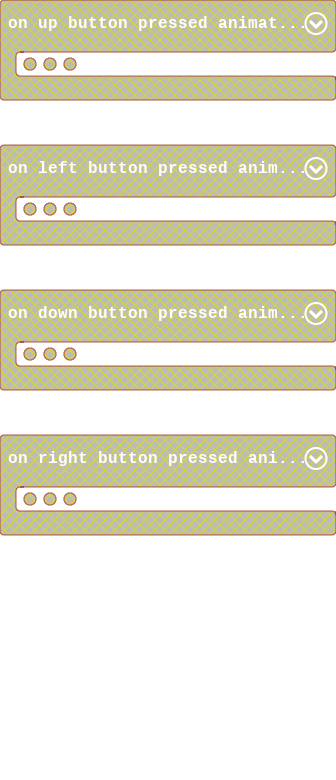 on up button pressed animat...
on left button pressed anim...
on down button pressed anim...
on right button pressed ani...